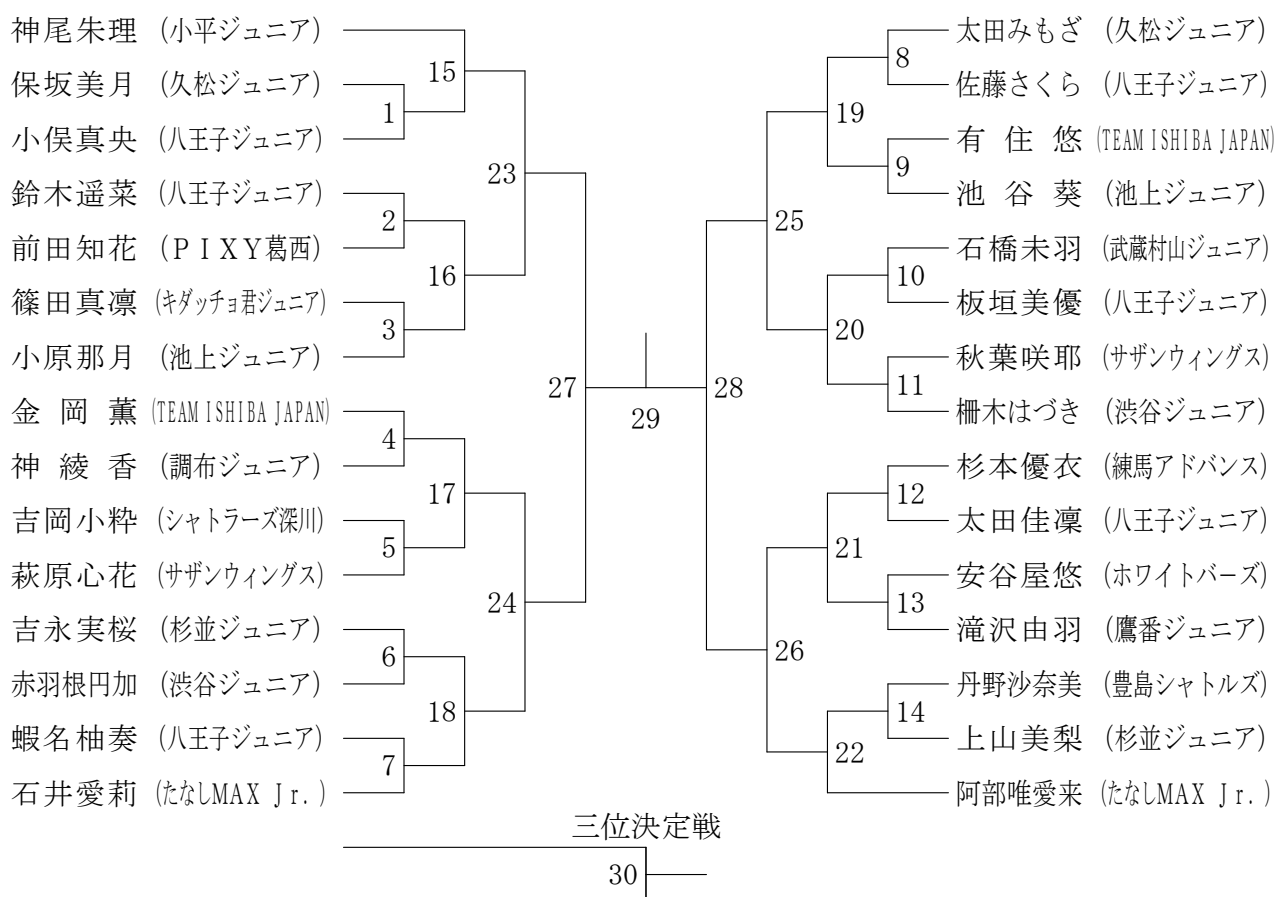 神尾朱理 (小平ジュニア)
15
保坂美月 (久松ジュニア)
1
小俣真央 (八王子ジュニア)
23
鈴木遥菜 (八王子ジュニア)
2
前田知花 (ＰＩＸＹ葛西)
16
篠田真凛 (キダッチョ君ジュニア)
3
小原那月 (池上ジュニア)
27
金岡薫 (TEAM ISHIBA JAPAN)
4
神綾香 (調布ジュニア)
17
吉岡小粋 (シャトラーズ深川)
5
萩原心花 (サザンウィングス)
24
吉永実桜 (杉並ジュニア)
6
赤羽根円加 (渋谷ジュニア)
18
蝦名柚奏 (八王子ジュニア)
7
石井愛莉 (たなしMAX Jr.)
29
太田みもざ (久松ジュニア)
8
佐藤さくら (八王子ジュニア)
19
有住悠 (TEAM ISHIBA JAPAN)
9
池谷葵 (池上ジュニア)
25
石橋未羽 (武蔵村山ジュニア)
10
板垣美優 (八王子ジュニア)
20
秋葉咲耶 (サザンウィングス)
11
柵木はづき (渋谷ジュニア)
28
杉本優衣 (練馬アドバンス)
12
太田佳凜 (八王子ジュニア)
21
安谷屋悠 (ホワイトバーズ)
13
滝沢由羽 (鷹番ジュニア)
26
丹野沙奈美 (豊島シャトルズ)
14
上山美梨 (杉並ジュニア)
22
阿部唯愛来 (たなしMAX Jr.)
三位決定戦
30